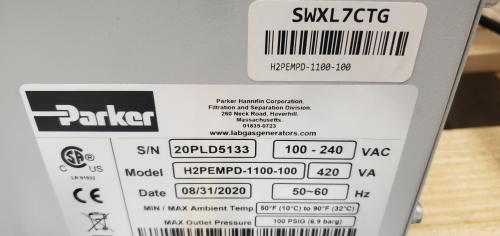 SWXL7CTG
H2PEMPD-1100-100
Parker
Parker Hannifin Corporation.
Filtration and Separation Division.
260 Neck Road, Haverhill.
Massachusetts.
01835-0723
www.labgasgenerators.com
S/N 20PLD5133 100 - 240 VAC
Model H2PEMPD-1100-100 420 VA
Date 08/31/2020 50~60 Hz
MIN / MAX Ambient Temp 50°F (10°C) to 90°F (32°C)
MAX Outlet Pressure 100 PSIG (6.9 barg)
C US